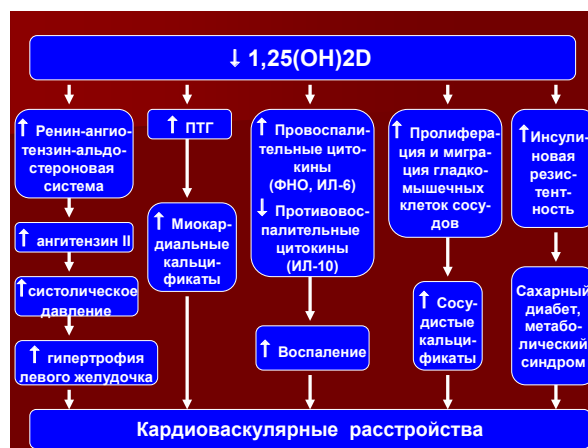 ↓ 1,25(ОН)2D
↑ Ренин-ангио-
тензин-альдо-
стероновая
система
↑ ангитензин II
↑систолическое
давление
↑ гипертрофия
левого желудочка
↑ ПТГ
↑ Миокар-
диальные
кальци-
фикаты
↑ Провоспали-
тельные цито-
кины
(ФНО, ИЛ-6)
↓ Противовос-
палительные
цитокины
(ИЛ-10)
↑ Воспаление
↑ Пролифера-
ция и миграция
гладко-
мышечных
клеток сосу-
дов
↑ Сосу-
дистые
кальци-
фикаты
↑Инсули-
новая
резис-
тент-
ность
Сахарный
диабет,
метабо-
лический
синдром
Кардиоваскулярные расстройства